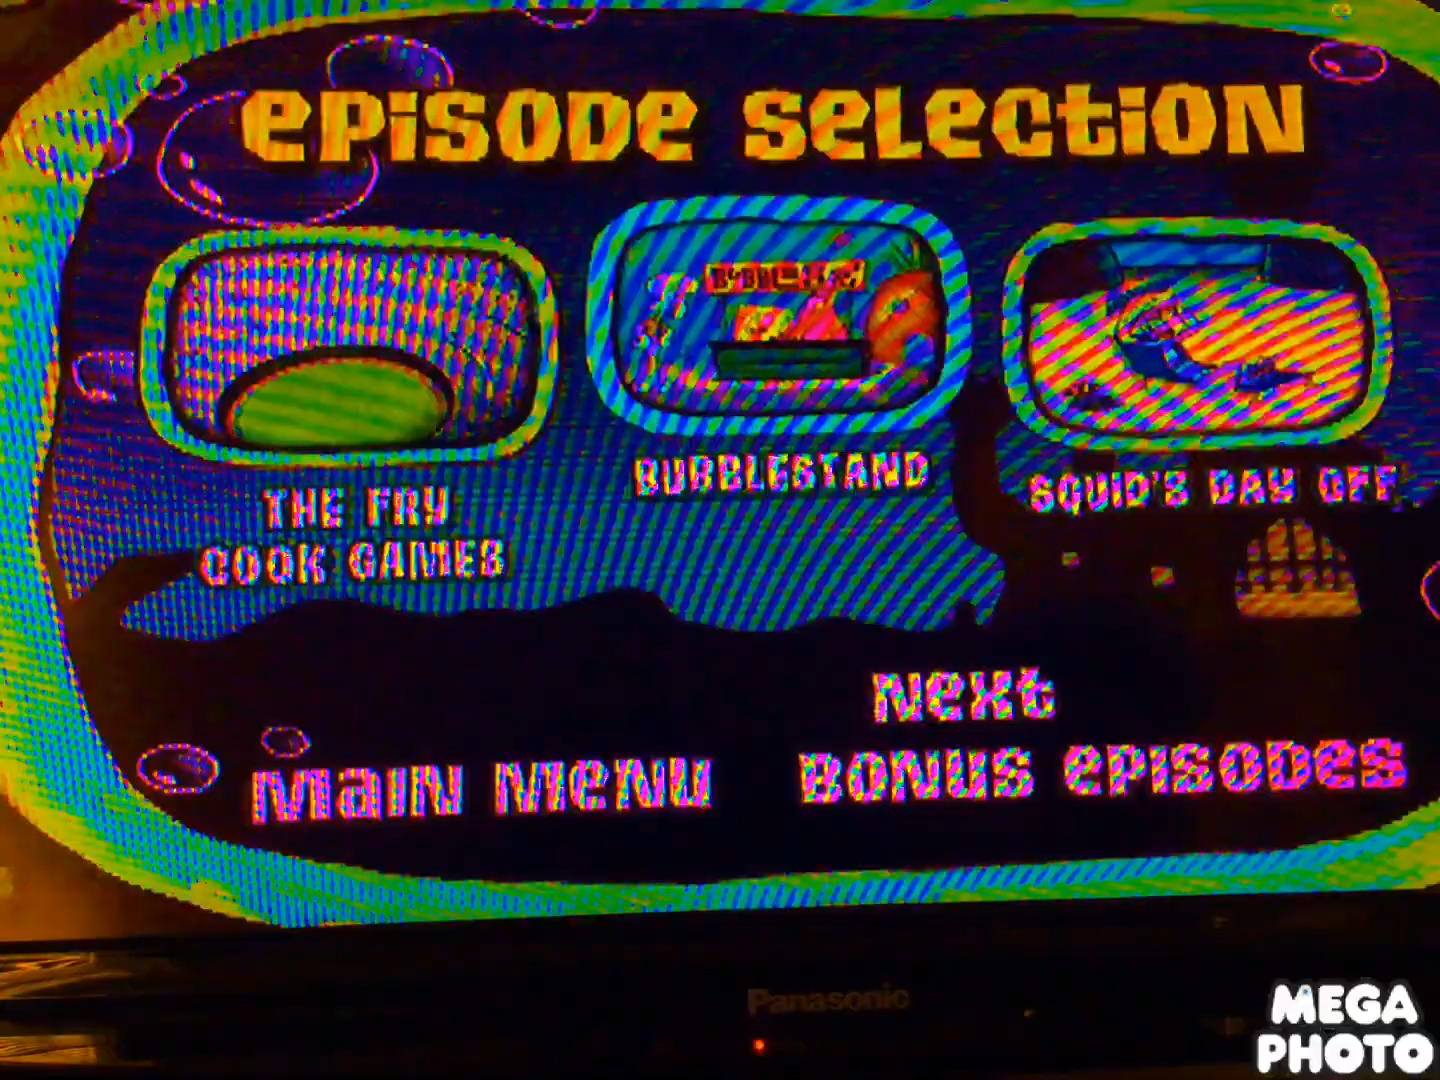 episode selection
THE FRY
COOK GAMES
BUBBLESTAND
SQUID'S DAY OFF
Next
Main Menu
Bonus episodes
Panasonic
MEGA
PHOTO